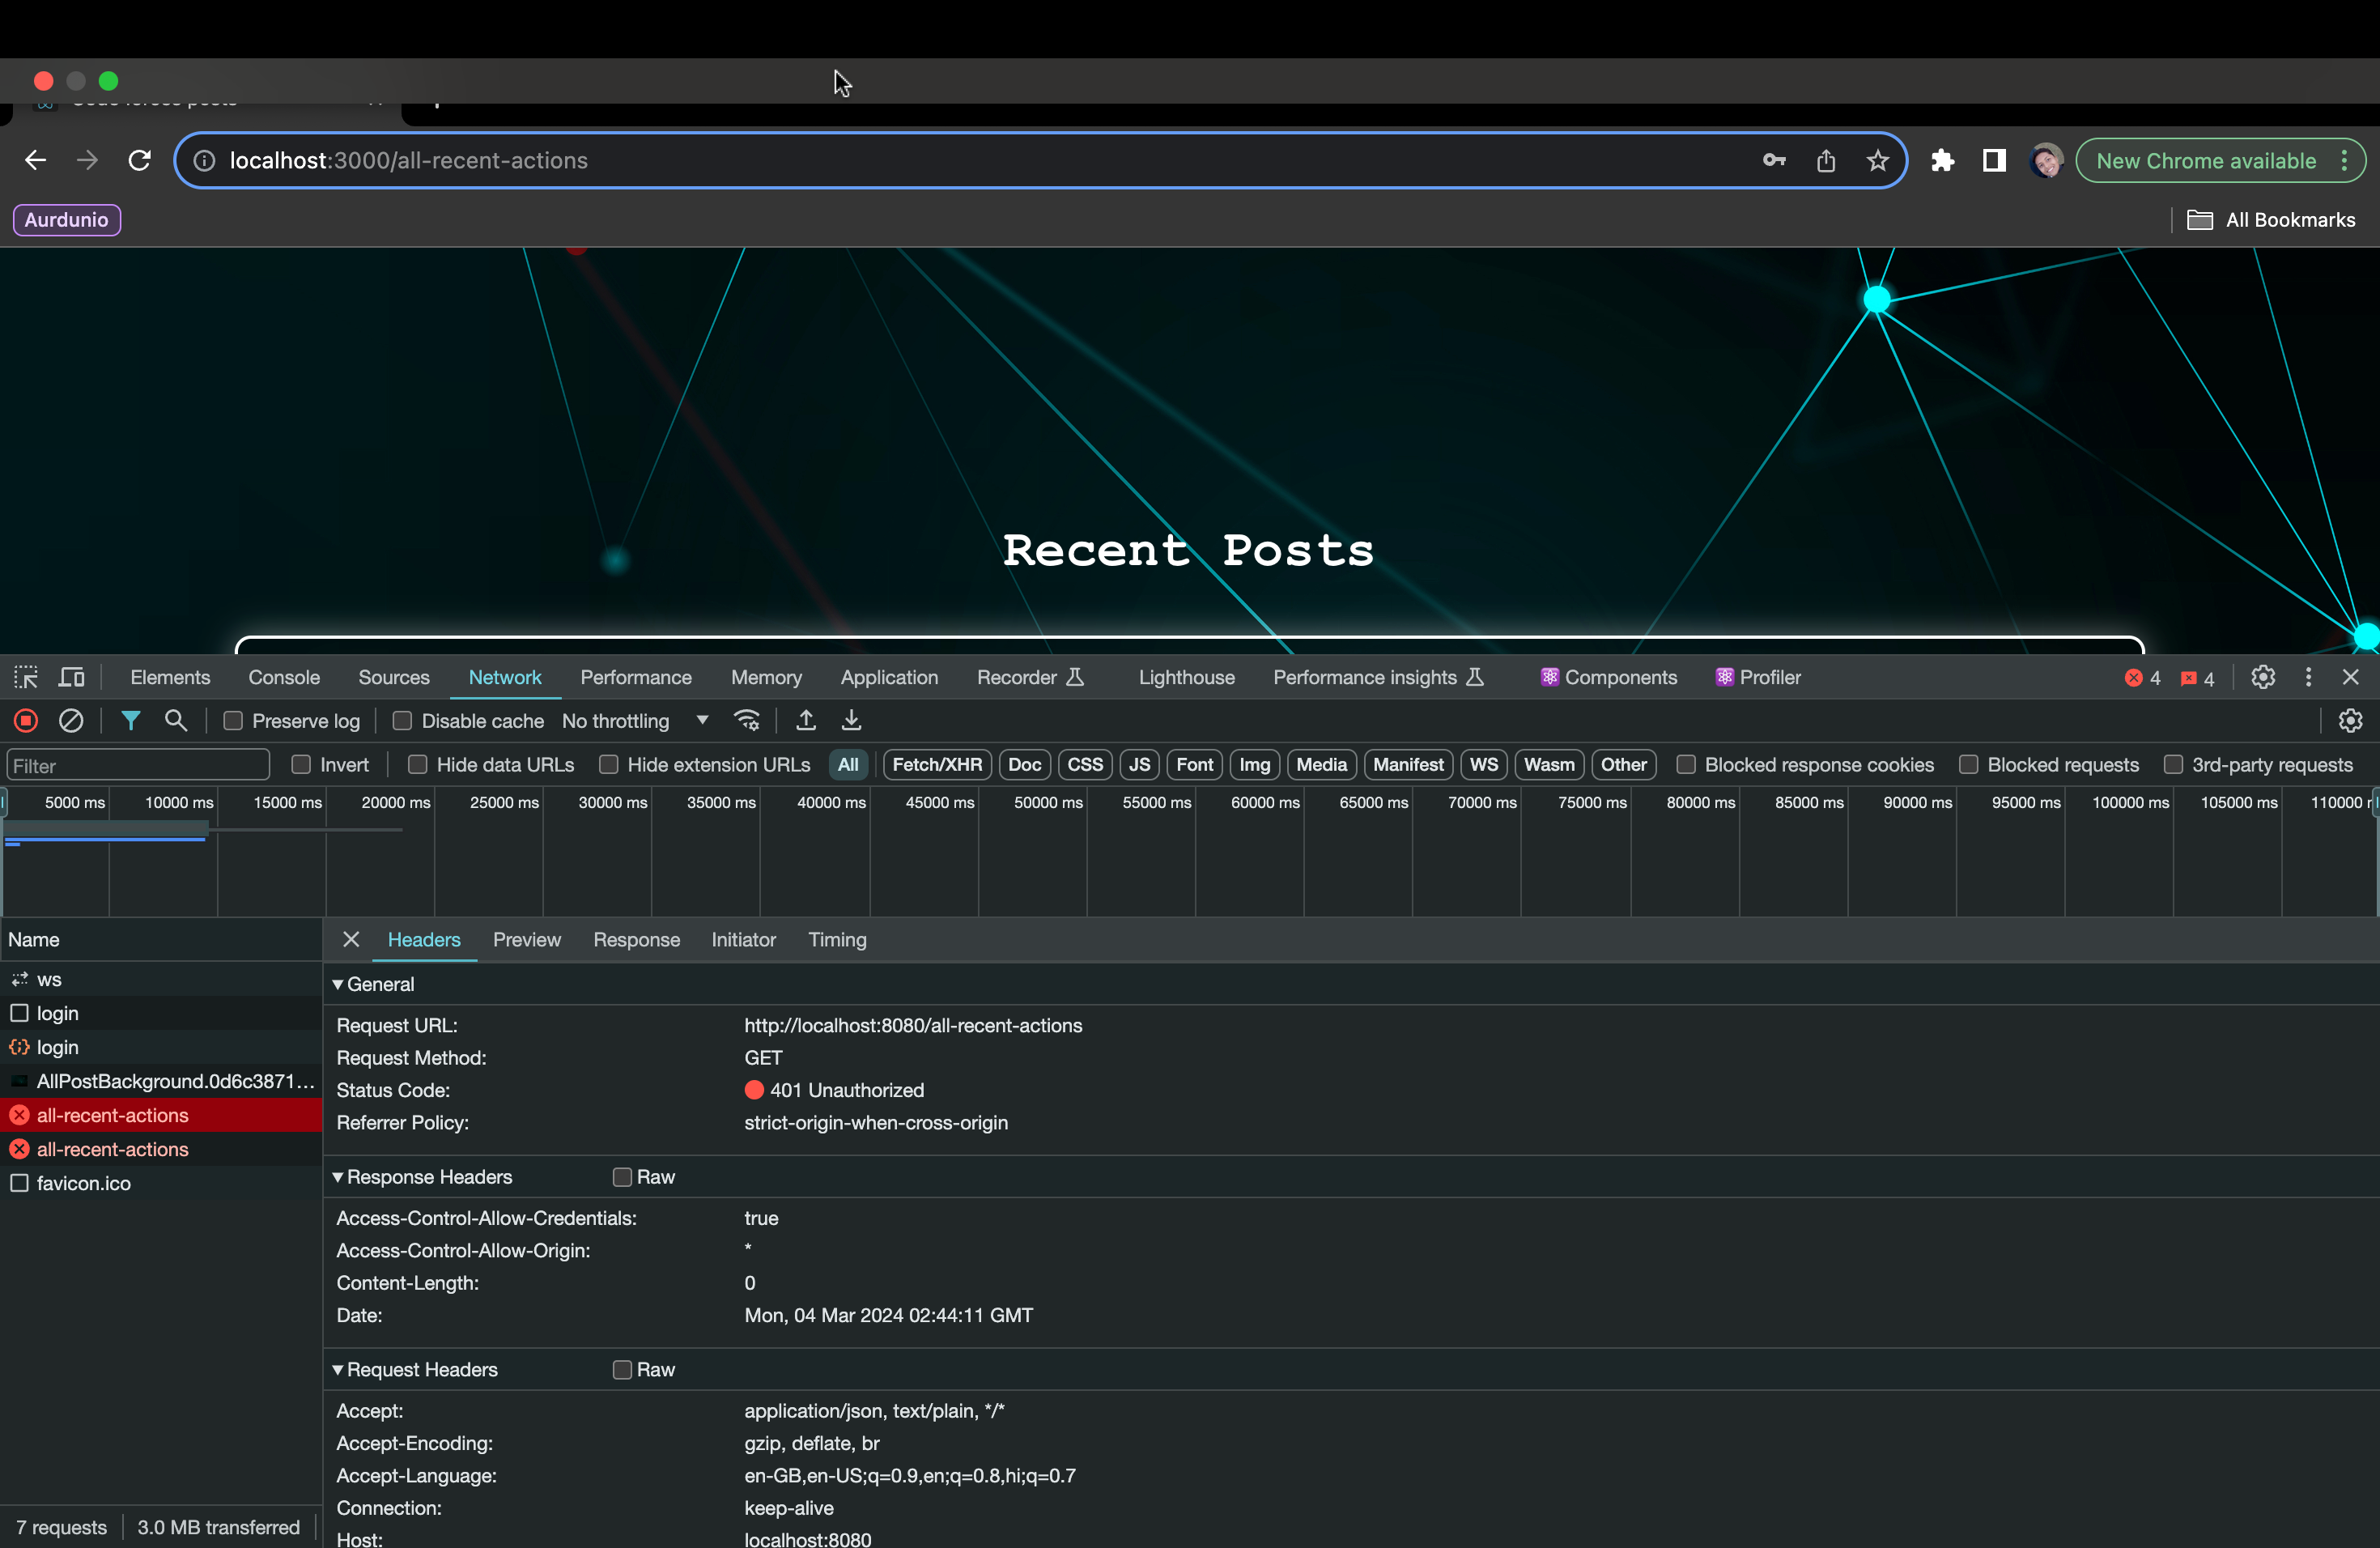 localhost:3000/all-recent-actions
New Chrome available
Aurdunio
All Bookmarks
Recent Posts
Elements Console Sources Network Performance Memory Application Recorder Lighthouse Performance insights Components Profiler 4 4
Preserve log Disable cache No throttling
Filter Invert Hide data URLs Hide extension URLs All Fetch/XHR Doc CSS JS Font Img Media Manifest WS Wasm Other Blocked response cookies Blocked requests 3rd-party requests
5000 ms 10000 ms 15000 ms 20000 ms 25000 ms 30000 ms 35000 ms 40000 ms 45000 ms 50000 ms 55000 ms 60000 ms 65000 ms 70000 ms 75000 ms 80000 ms 85000 ms 90000 ms 95000 ms 100000 ms 105000 ms 110000
Name
ws
login
login
AllPostBackground.0d6c3871...
all-recent-actions
all-recent-actions
favicon.ico
7 requests 3.0 MB transferred
Headers Preview Response Initiator Timing
General
Request URL: http://localhost:8080/all-recent-actions
Request Method: GET
Status Code: 401 Unauthorized
Referrer Policy: strict-origin-when-cross-origin
Response Headers Raw
Access-Control-Allow-Credentials: true
Access-Control-Allow-Origin: *
Content-Length: 0
Date: Mon, 04 Mar 2024 02:44:11 GMT
Request Headers Raw
Accept: application/json, text/plain, */*
Accept-Encoding: gzip, deflate, br
Accept-Language: en-GB,en-US;q=0.9,en;q=0.8,hi;q=0.7
Connection: keep-alive
Host: localhost:8080